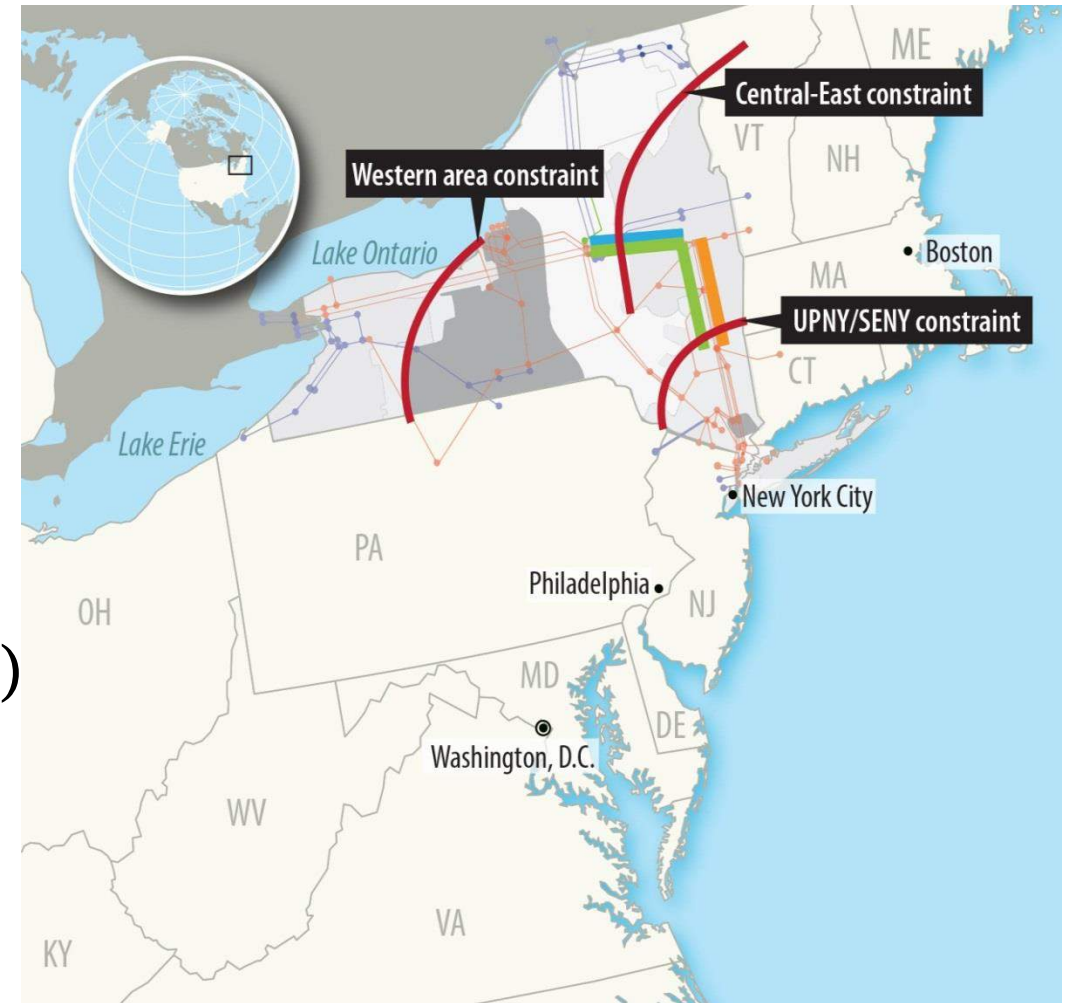 ME
Central-East constraint
VT
NH
Western area constraint
Lake Ontario
Boston
MA
UPNY/SENY constraint
CT
Lake Erie
New York City
PA
Philadelphia
NJ
OH
)
MD
DE
Washington, D.C.
WV
VA
KY